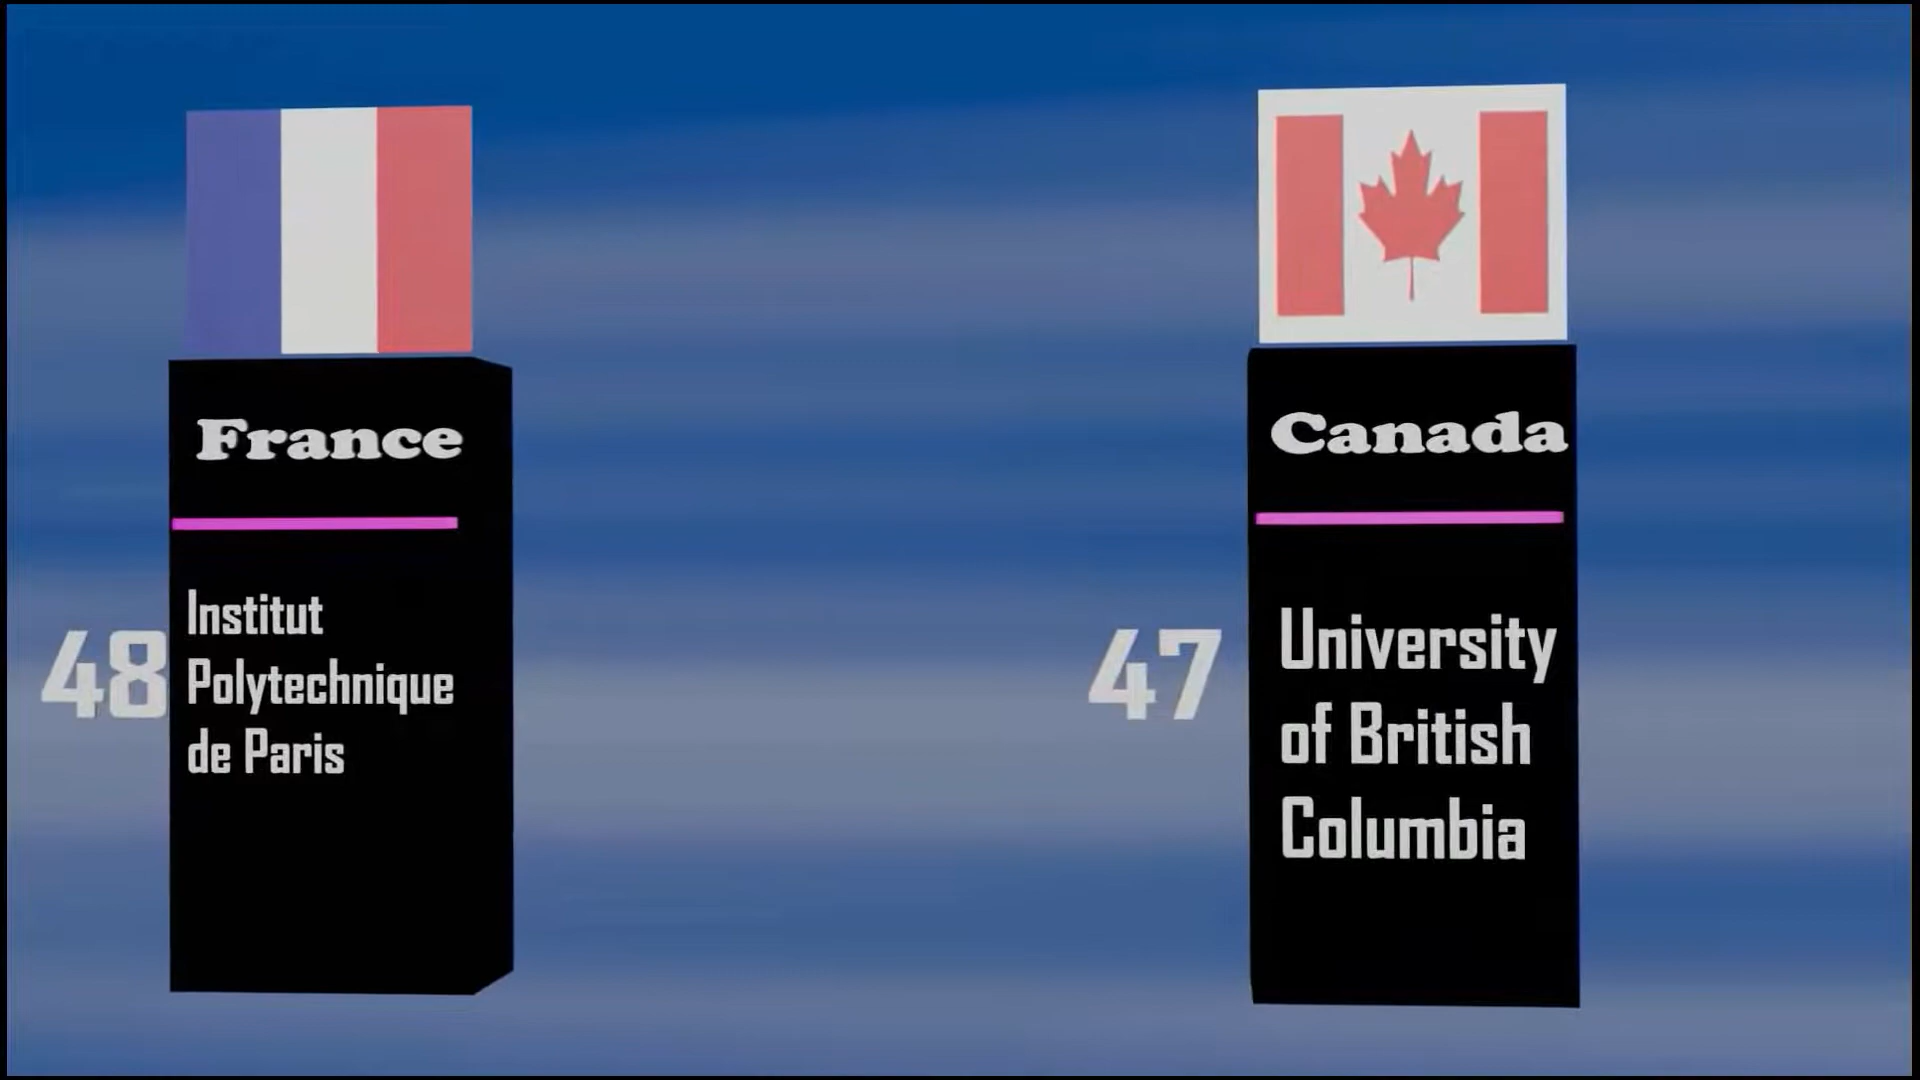 France
48
Institut
Polytechnique
de Paris
Canada
47
University
of British
Columbia